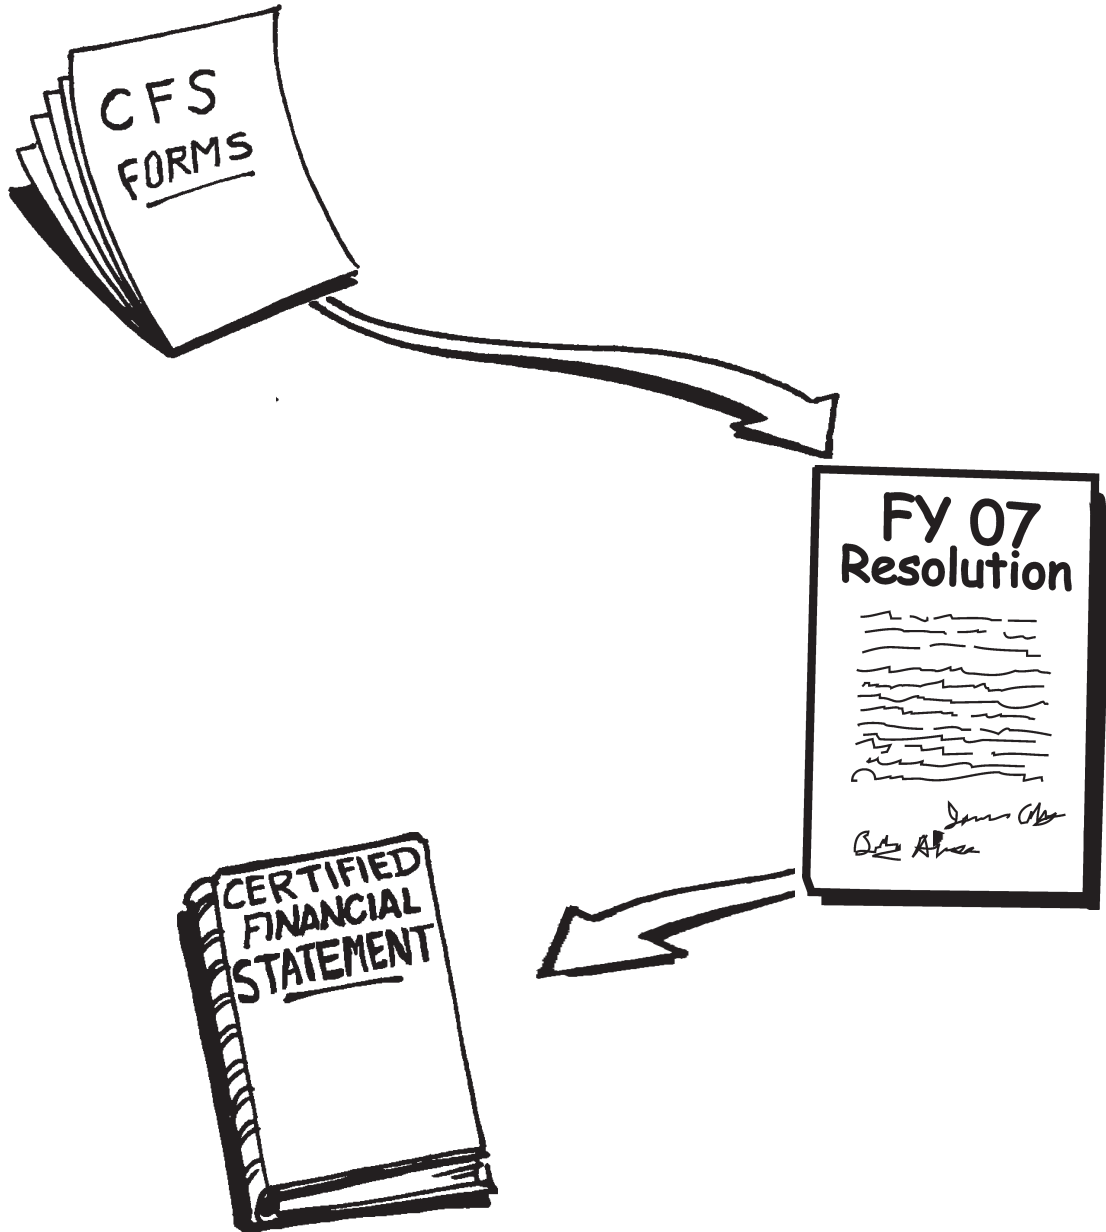 CFS
FORMS
FY 07
Resolution
CERTIFIED
FINANCIAL
STATEMENT